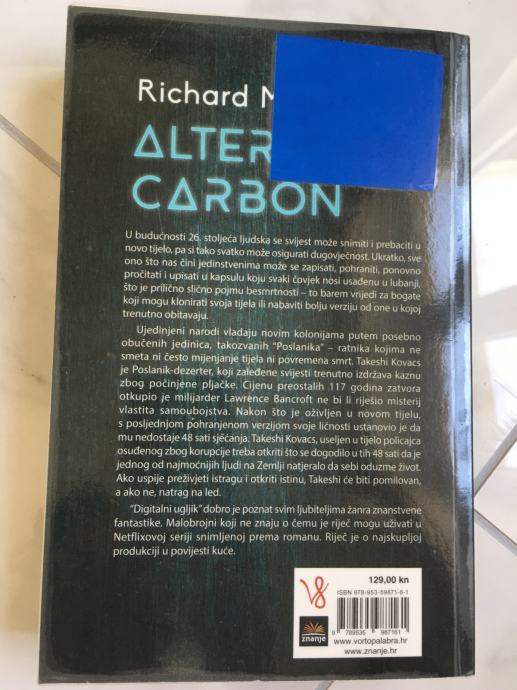 Richard M
ALTER
CARBON
U budućnosti 26. stoljeća ljudska se svijest može snimiti i prebaciti u
novo tijelo, pa si tako svatko može osigurati dugovječnost. Ukratko, sve
ono što nas čini jedinstvenima može se zapisati, pohraniti, ponovno
pročitati i upisati u kapsulu koju svaki čovjek nosi usađenu u lubanji,
što je prilično slično pojmu besmrtnosti – to barem vrijedi za bogate
koji mogu klonirati svoja tijela ili nabaviti bolju verziju od one u kojoj
trenutno obitavaju.
Ujedinjeni narodi vladaju novim kolonijama putem posebno
obučenih jedinica, takozvanih "Poslanika" – ratnika kojima ne
smeta ni često mijenjanje tijela ni povremena smrt. Takeshi Kovacs
je Poslanik-dezerter, koji zaleđene svijesti trenutno izdržava kaznu
zbog počinjene pljačke. Cijenu preostalih 117 godina zatvora
otkupio je milijarder Lawrence Bancroft ne bi li riješio misterij
vlastita samoubojstva. Nakon što je oživljen u novom tijelu,
s posljednjom pohranjenom verzijom svoje ličnosti ustanovio je da
mu nedostaje 48 sati sjećanja. Takeshi Kovacs, useljen u tijelo policajca
osuđenog zbog korupcije treba otkriti što se dogodilo u tih 48 sati da je
jednog od najmoćnijih ljudi na Zemlji natjeralo da sebi oduzme život.
Ako uspije preživjeti istragu i otkriti istinu, Takeshi će biti pomilovan,
a ako ne, natrag na led.
"Digitalni ugljik" dobro je poznat svim ljubiteljima žanra znanstvene
fantastike. Malobrojni koji ne znaju o čemu je riječ mogu uživati u
Netflixovoj seriji snimljenoj prema romanu. Riječ je o najskupljoj
produkciji u povijesti kuće.
129,00 kn
ISBN 978-953-59871-6-1
V8
9 789535 987161
znanje
www.vortopalabra.hr
www.znanje.hr